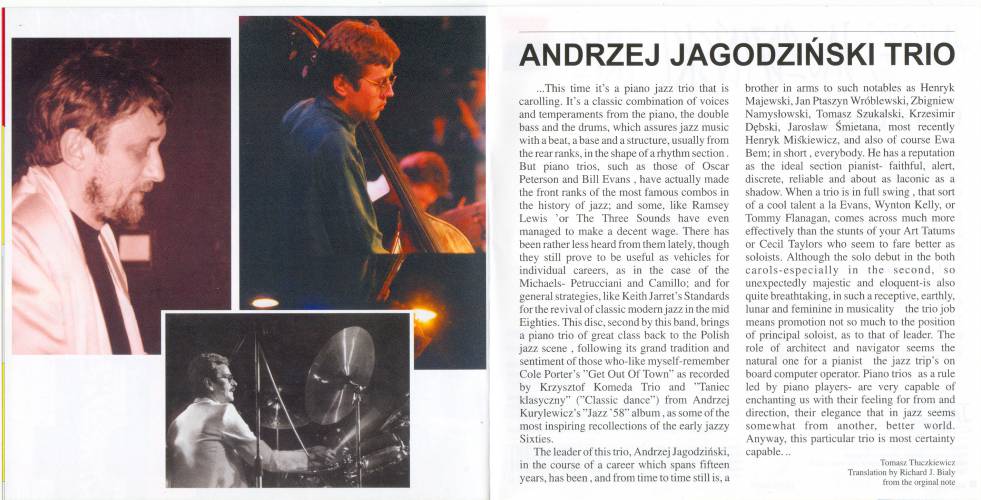 ANDRZEJ JAGODZIŃSKI TRIO
...This time it's a piano jazz trio that is
carolling. It's a classic combination of voices
and temperaments from the piano, the double
bass and the drums, which assures jazz music
with a beat, a base and a structure, usually from
the rear ranks, in the shape of a rhythm section .
But piano trios, such as those of Oscar
Peterson and Bill Evans , have actually made
the front ranks of the most famous combos in
the history of jazz; and some, like Ramsey
Lewis 'or The Three Sounds have even
managed to make a decent wage. There has
been rather less heard from them lately, though
they still prove to be useful as vehicles for
individual careers, as in the case of the
Michaels- Petrucciani and Camillo; and for
general strategies, like Keith Jarret's Standards
for the revival of classic modern jazz in the mid
Eighties. This disc, second by this band, brings
a piano trio of great class back to the Polish
jazz scene , following its grand tradition and
sentiment of those who-like myself-remember
Cole Porter's "Get Out Of Town" as recorded
by Krzysztof Komeda Trio and "Taniec
klasyczny" ("Classic dance") from Andrzej
Kurylewicz's "Jazz '58" album , as some of the
most inspiring recollections of the early jazzy
Sixties.
The leader of this trio, Andrzej Jagodziński,
in the course of a career which spans fifteen
years, has been , and from time to time still is, a
brother in arms to such notables as Henryk
Majewski, Jan Ptaszyn Wróblewski, Zbigniew
Namysłowski, Tomasz Szukalski, Krzesimir
Dębski, Jarosław Śmietana, most recently
Henryk Miśkiewicz, and also of course Ewa
Bem; in short , everybody. He has a reputation
as the ideal section pianist- faithful, alert,
discrete, reliable and about as laconic as a
shadow. When a trio is in full swing , that sort
of a cool talent a la Evans, Wynton Kelly, or
Tommy Flanagan, comes across much more
effectively than the stunts of your Art Tatums
or Cecil Taylors who seem to fare better as
soloists. Although the solo debut in the both
carols-especially in the second, so
unexpectedly majestic and eloquent-is also
quite breathtaking, in such a receptive, earthly,
lunar and feminine in musicality the trio job
means promotion not so much to the position
of principal soloist, as to that of leader. The
role of architect and navigator seems the
natural one for a pianist the jazz trip's on
board computer operator. Piano trios as a rule
led by piano players- are very capable of
enchanting us with their feeling for from and
direction, their elegance that in jazz seems
somewhat from another, better world.
Anyway, this particular trio is most certainty
capable. ..
Tomasz Tłuczkiewicz
Translation by Richard J. Bialy
from the orginal note